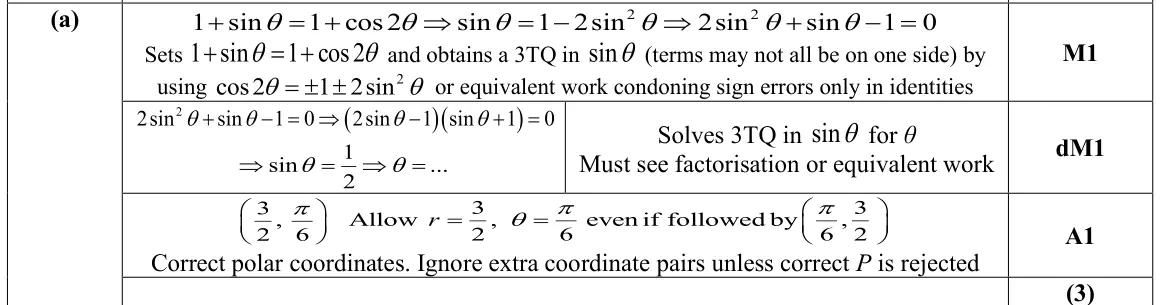 (a)
1+sin θ = 1+cos 2θ ⇒ sin θ = 1−2sin² θ ⇒ 2sin² θ + sin θ −1 = 0
Sets 1+sin θ = 1+cos 2θ and obtains a 3TQ in sin θ (terms may not all be on one side) by
using cos 2θ = ±1±2sin² θ or equivalent work condoning sign errors only in identities
M1
2sin² θ + sin θ −1 = 0 ⇒ (2sin θ −1)(sin θ +1) = 0
⇒ sin θ = 1/2 ⇒ θ = ...
Solves 3TQ in sin θ for θ
Must see factorisation or equivalent work
dM1
(3/2, π/6) Allow r = 3/2, θ = π/6 even if followed by (π/6, 3/2)
Correct polar coordinates. Ignore extra coordinate pairs unless correct P is rejected
A1
(3)